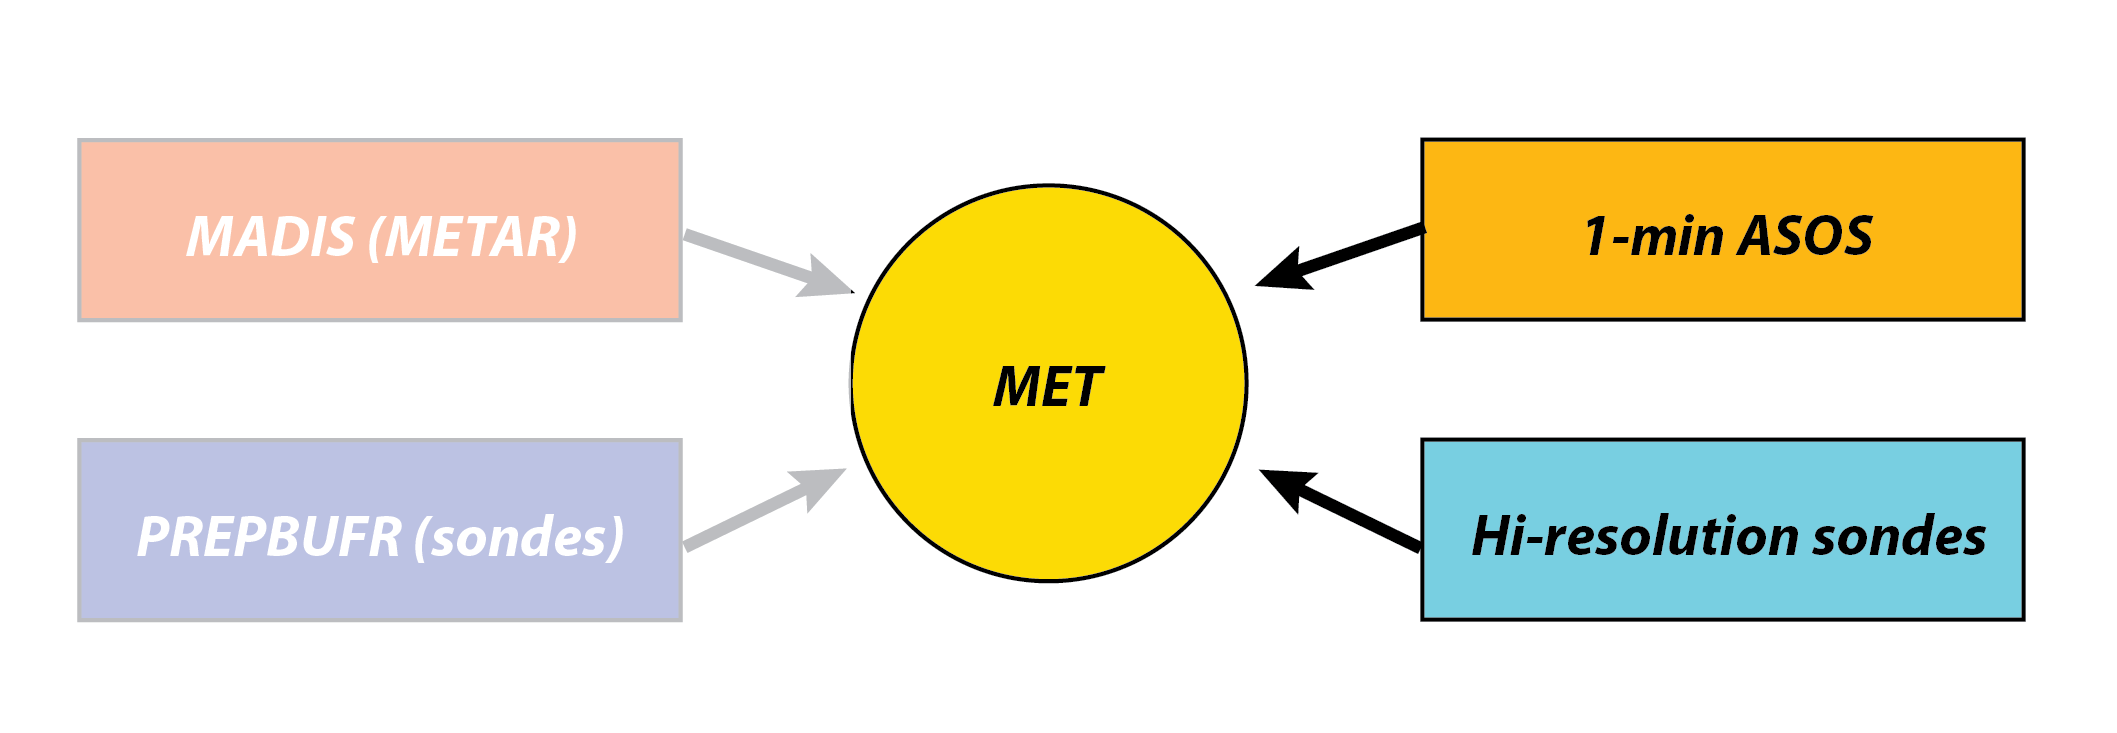 MADIS (METAR)
1-min ASOS
MET
PREPBUFR (sondes)
Hi-resolution sondes